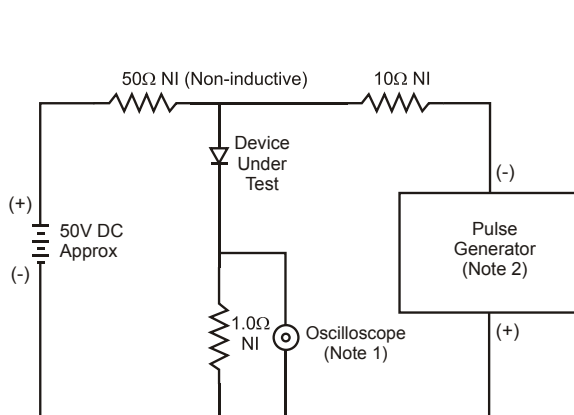 50Ω NI (Non-inductive)
10Ω NI
Device
Under
Test
(-)
(+)
50V DC
Approx
(-)
Pulse
Generator
(Note 2)
1.0Ω
NI
Oscilloscope
(Note 1)
(+)